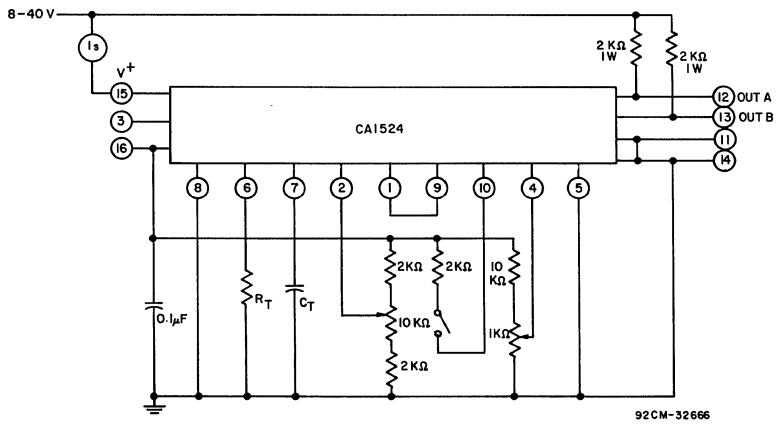 8-40 V
1s
V+
2 KΩ
1W
2 KΩ
1W
15
12 OUT A
3
CA1524
13 OUT B
16
11
14
8
6
7
2
1
9
10
4
5
2KΩ
2KΩ
10
KΩ
0.1μF
RT
CT
10 KΩ
1KΩ
2KΩ
92CM-32666